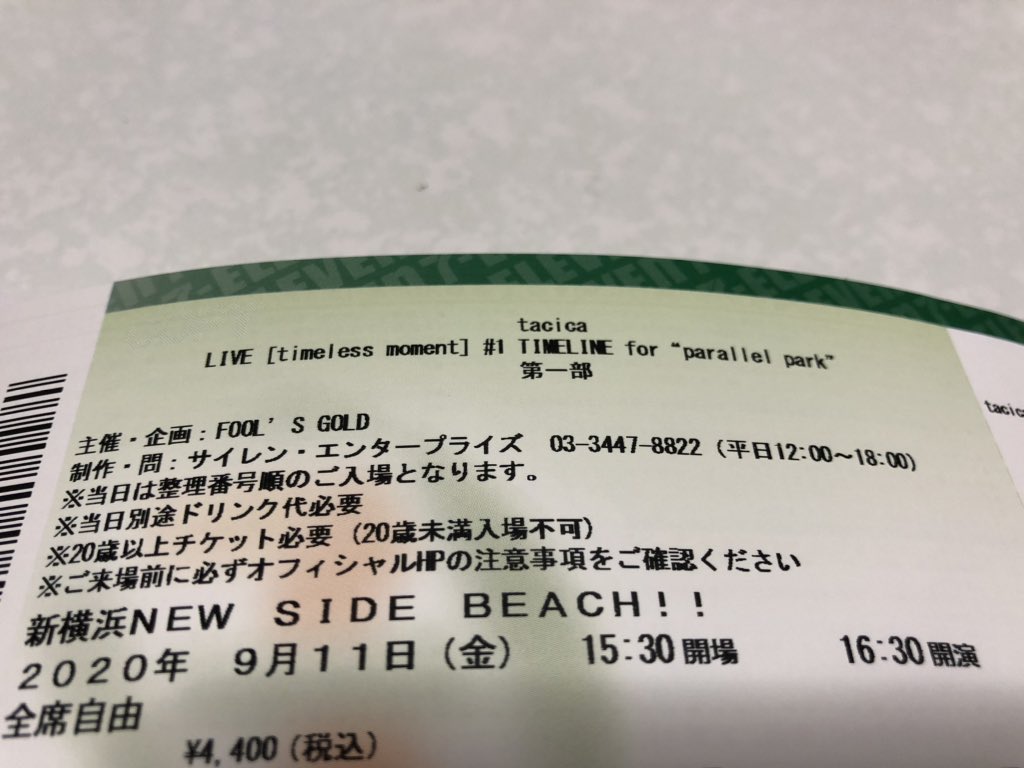 7-ELEVEN 7-ELEVEN 7-ELEVEN
tacica
LIVE [timeless moment] #1 TIMELINE for “parallel park”
第一部
tacica
主催・企画：FOOL'S GOLD
制作・問：サイレン・エンタープライズ 03-3447-8822（平日12:00～18:00）
※当日は整理番号順のご入場となります。
※当日別途ドリンク代必要
※20歳以上チケット必要（20歳未満入場不可）
※ご来場前に必ずオフィシャルHPの注意事項をご確認ください
新横浜NEW SIDE BEACH!!
2020年 9月11日（金） 15:30開場 16:30開演
全席自由
¥4,400（税込）